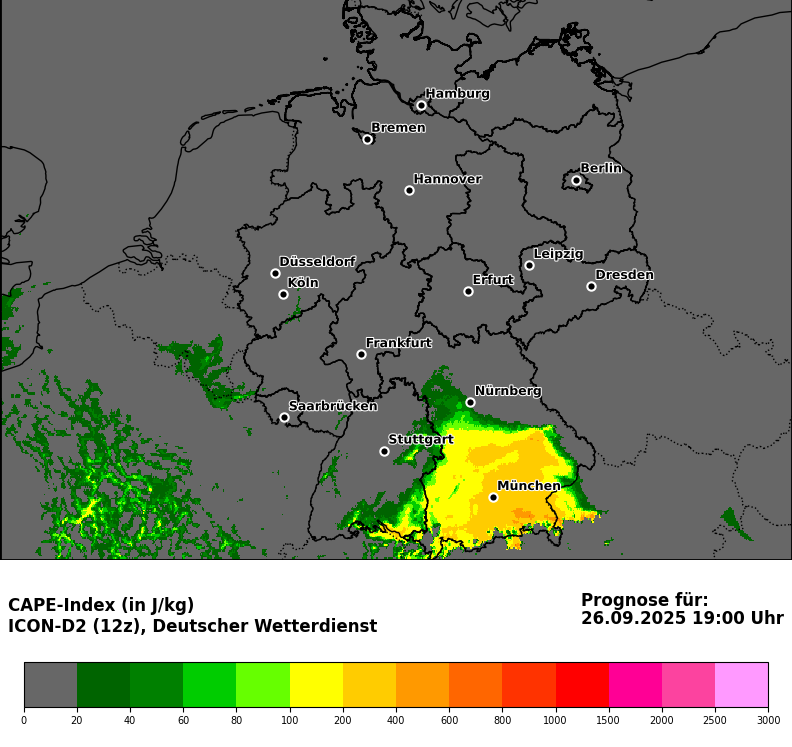 Hamburg
Bremen
Berlin
Hannover
Leipzig
Düsseldorf
Dresden
Erfurt
Köln
Frankfurt
Nürnberg
Saarbrücken
Stuttgart
München
CAPE-Index (in J/kg)
ICON-D2 (12z), Deutscher Wetterdienst
Prognose für:
26.09.2025 19:00 Uhr
0 20 40 60 80 100 200 400 600 800 1000 1500 2000 2500 3000